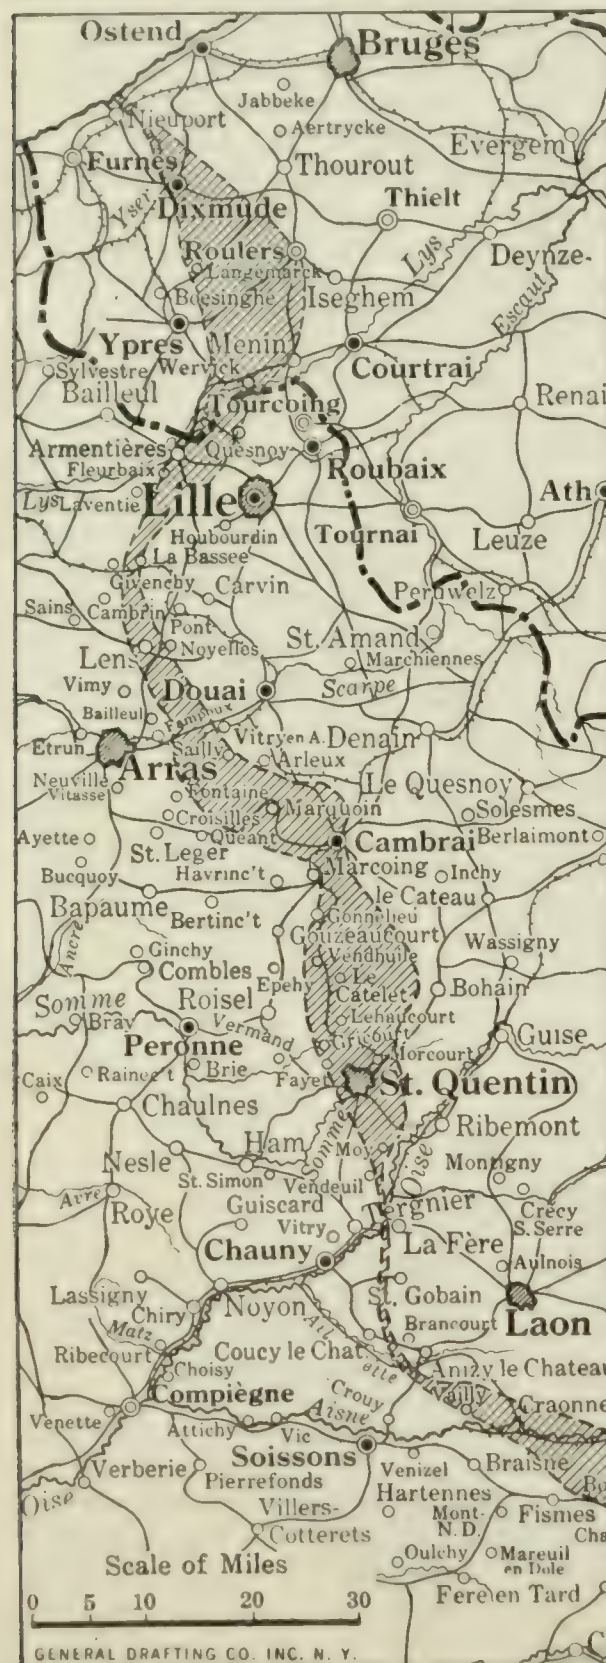 Ostend
Bruges
Jabbeke
Nieuport
Aertrycke
Evergem
Furnes
Thourout
Yser
Dixmude
Thielt
Lys
Roulers
Deynze-
Langemarck
Iseghem
Boesinghe
Escaut
Ypres
Menin
Courtrai
Sylvestre
Wervick
Bailleul
Tourcoing
Renai
Armentières
Quesnoy
Fleurbaix
Roubaix
Lys
Laventie
Lille
Ath
Houbourdin
Tournai
Leuze
La Bassee
Givenchy
Carvin
Peruwelz
Sains
Cambrin
Pont
St. Amand
Lens
Noyelles
Marchiennes
Vimy
Douai
Scarpe
Bailleul
Fampoux
Vitry en A.
Denain
Etrun
Sailly
Arras
Arleux
Neuville
Vitasse
Fontaine
Le Quesnoy
Marquoin
Croisilles
Solesmes
Ayette
Queant
Cambrai
Berlaimont
St. Leger
Bucquoy
Havrinc't
Marcoing
Inchy
Bapaume
Bertinc't
le Cateau
Gonnelieu
Ancre
Gouzeaucourt
Ginchy
Vendhuile
Wassigny
Combles
Epehy
Le
Catelet
Bohain
Somme
Roisel
Bray
Vermand
Lehaucourt
Guise
Peronne
Gricourt
Morcourt
Caix
Rainec't
Brie
Fayet
St. Quentin
Chaulnes
Somme
Ribemont
Ham
Moy
Oise
Nesle
St. Simon
Vendeuil
Montigny
Avre
Roye
Guiscard
Tergnier
Crecy
S. Serre
Vitry
La Fère
Chauny
Aulnois
Lassigny
Noyon
St. Gobain
Chiry
Laon
Matz
Ailette
Brancourt
Ribecourt
Coucy le Chat.
Anizy le Chateau
Choisy
Compiègne
Crouy
Vailly
Craonne
Aisne
Venette
Attichy
Vic
Soissons
Verberie
Pierrefonds
Venizel
Braisne
Oise
Villers-
Cotterets
Hartennes
Mont-
N.D.
Fismes
Bo
Cha
Oulchy
Mareuil
en Dole
Fere en Tard
Scale of Miles
0 5 10 20 30
GENERAL DRAFTING CO. INC. N. Y.